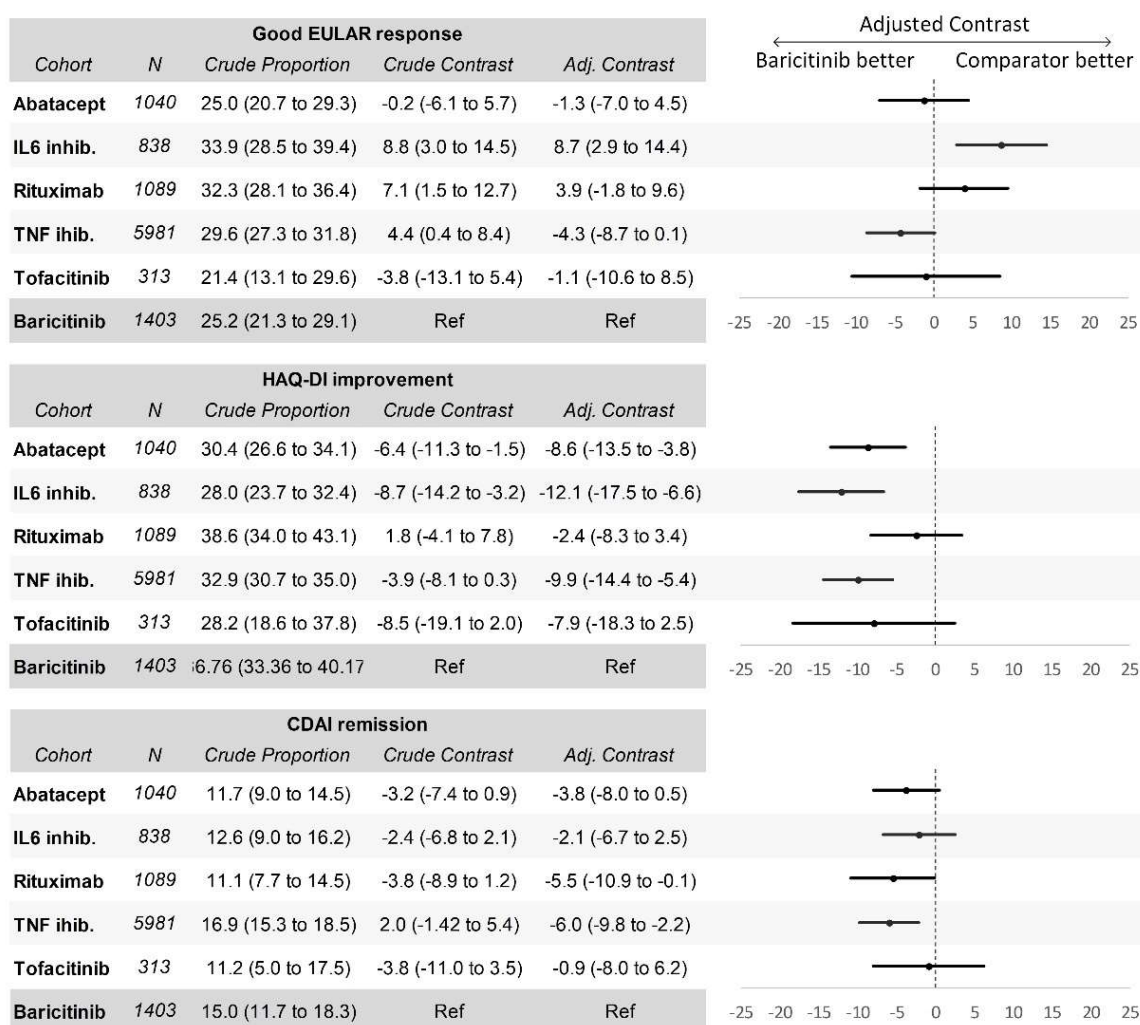 Good EULAR response
Cohort N Crude Proportion Crude Contrast Adj. Contrast
Adjusted Contrast
Baricitinib better Comparator better
Abatacept 1040 25.0 (20.7 to 29.3) -0.2 (-6.1 to 5.7) -1.3 (-7.0 to 4.5)
IL6 inhib. 838 33.9 (28.5 to 39.4) 8.8 (3.0 to 14.5) 8.7 (2.9 to 14.4)
Rituximab 1089 32.3 (28.1 to 36.4) 7.1 (1.5 to 12.7) 3.9 (-1.8 to 9.6)
TNF ihib. 5981 29.6 (27.3 to 31.8) 4.4 (0.4 to 8.4) -4.3 (-8.7 to 0.1)
Tofacitinib 313 21.4 (13.1 to 29.6) -3.8 (-13.1 to 5.4) -1.1 (-10.6 to 8.5)
Baricitinib 1403 25.2 (21.3 to 29.1) Ref Ref
-25 -20 -15 -10 -5 0 5 10 15 20 25
HAQ-DI improvement
Cohort N Crude Proportion Crude Contrast Adj. Contrast
Abatacept 1040 30.4 (26.6 to 34.1) -6.4 (-11.3 to -1.5) -8.6 (-13.5 to -3.8)
IL6 inhib. 838 28.0 (23.7 to 32.4) -8.7 (-14.2 to -3.2) -12.1 (-17.5 to -6.6)
Rituximab 1089 38.6 (34.0 to 43.1) 1.8 (-4.1 to 7.8) -2.4 (-8.3 to 3.4)
TNF ihib. 5981 32.9 (30.7 to 35.0) -3.9 (-8.1 to 0.3) -9.9 (-14.4 to -5.4)
Tofacitinib 313 28.2 (18.6 to 37.8) -8.5 (-19.1 to 2.0) -7.9 (-18.3 to 2.5)
Baricitinib 1403 6.76 (33.36 to 40.17 Ref Ref
-25 -20 -15 -10 -5 0 5 10 15 20 25
CDAI remission
Cohort N Crude Proportion Crude Contrast Adj. Contrast
Abatacept 1040 11.7 (9.0 to 14.5) -3.2 (-7.4 to 0.9) -3.8 (-8.0 to 0.5)
IL6 inhib. 838 12.6 (9.0 to 16.2) -2.4 (-6.8 to 2.1) -2.1 (-6.7 to 2.5)
Rituximab 1089 11.1 (7.7 to 14.5) -3.8 (-8.9 to 1.2) -5.5 (-10.9 to -0.1)
TNF ihib. 5981 16.9 (15.3 to 18.5) 2.0 (-1.42 to 5.4) -6.0 (-9.8 to -2.2)
Tofacitinib 313 11.2 (5.0 to 17.5) -3.8 (-11.0 to 3.5) -0.9 (-8.0 to 6.2)
Baricitinib 1403 15.0 (11.7 to 18.3) Ref Ref
-25 -20 -15 -10 -5 0 5 10 15 20 25